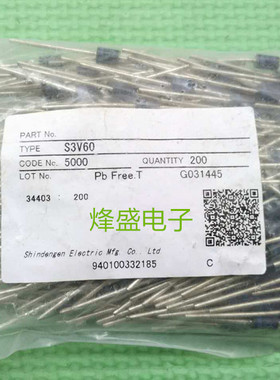 PART No.
TYPE S3V60
CODE No. 5000 QUANTITY 200
LOT No. Pb Free.T G031445
34403 : 200
烽盛电子
Shindengen Electric Mfg. Co. Ltd
940100332185 C